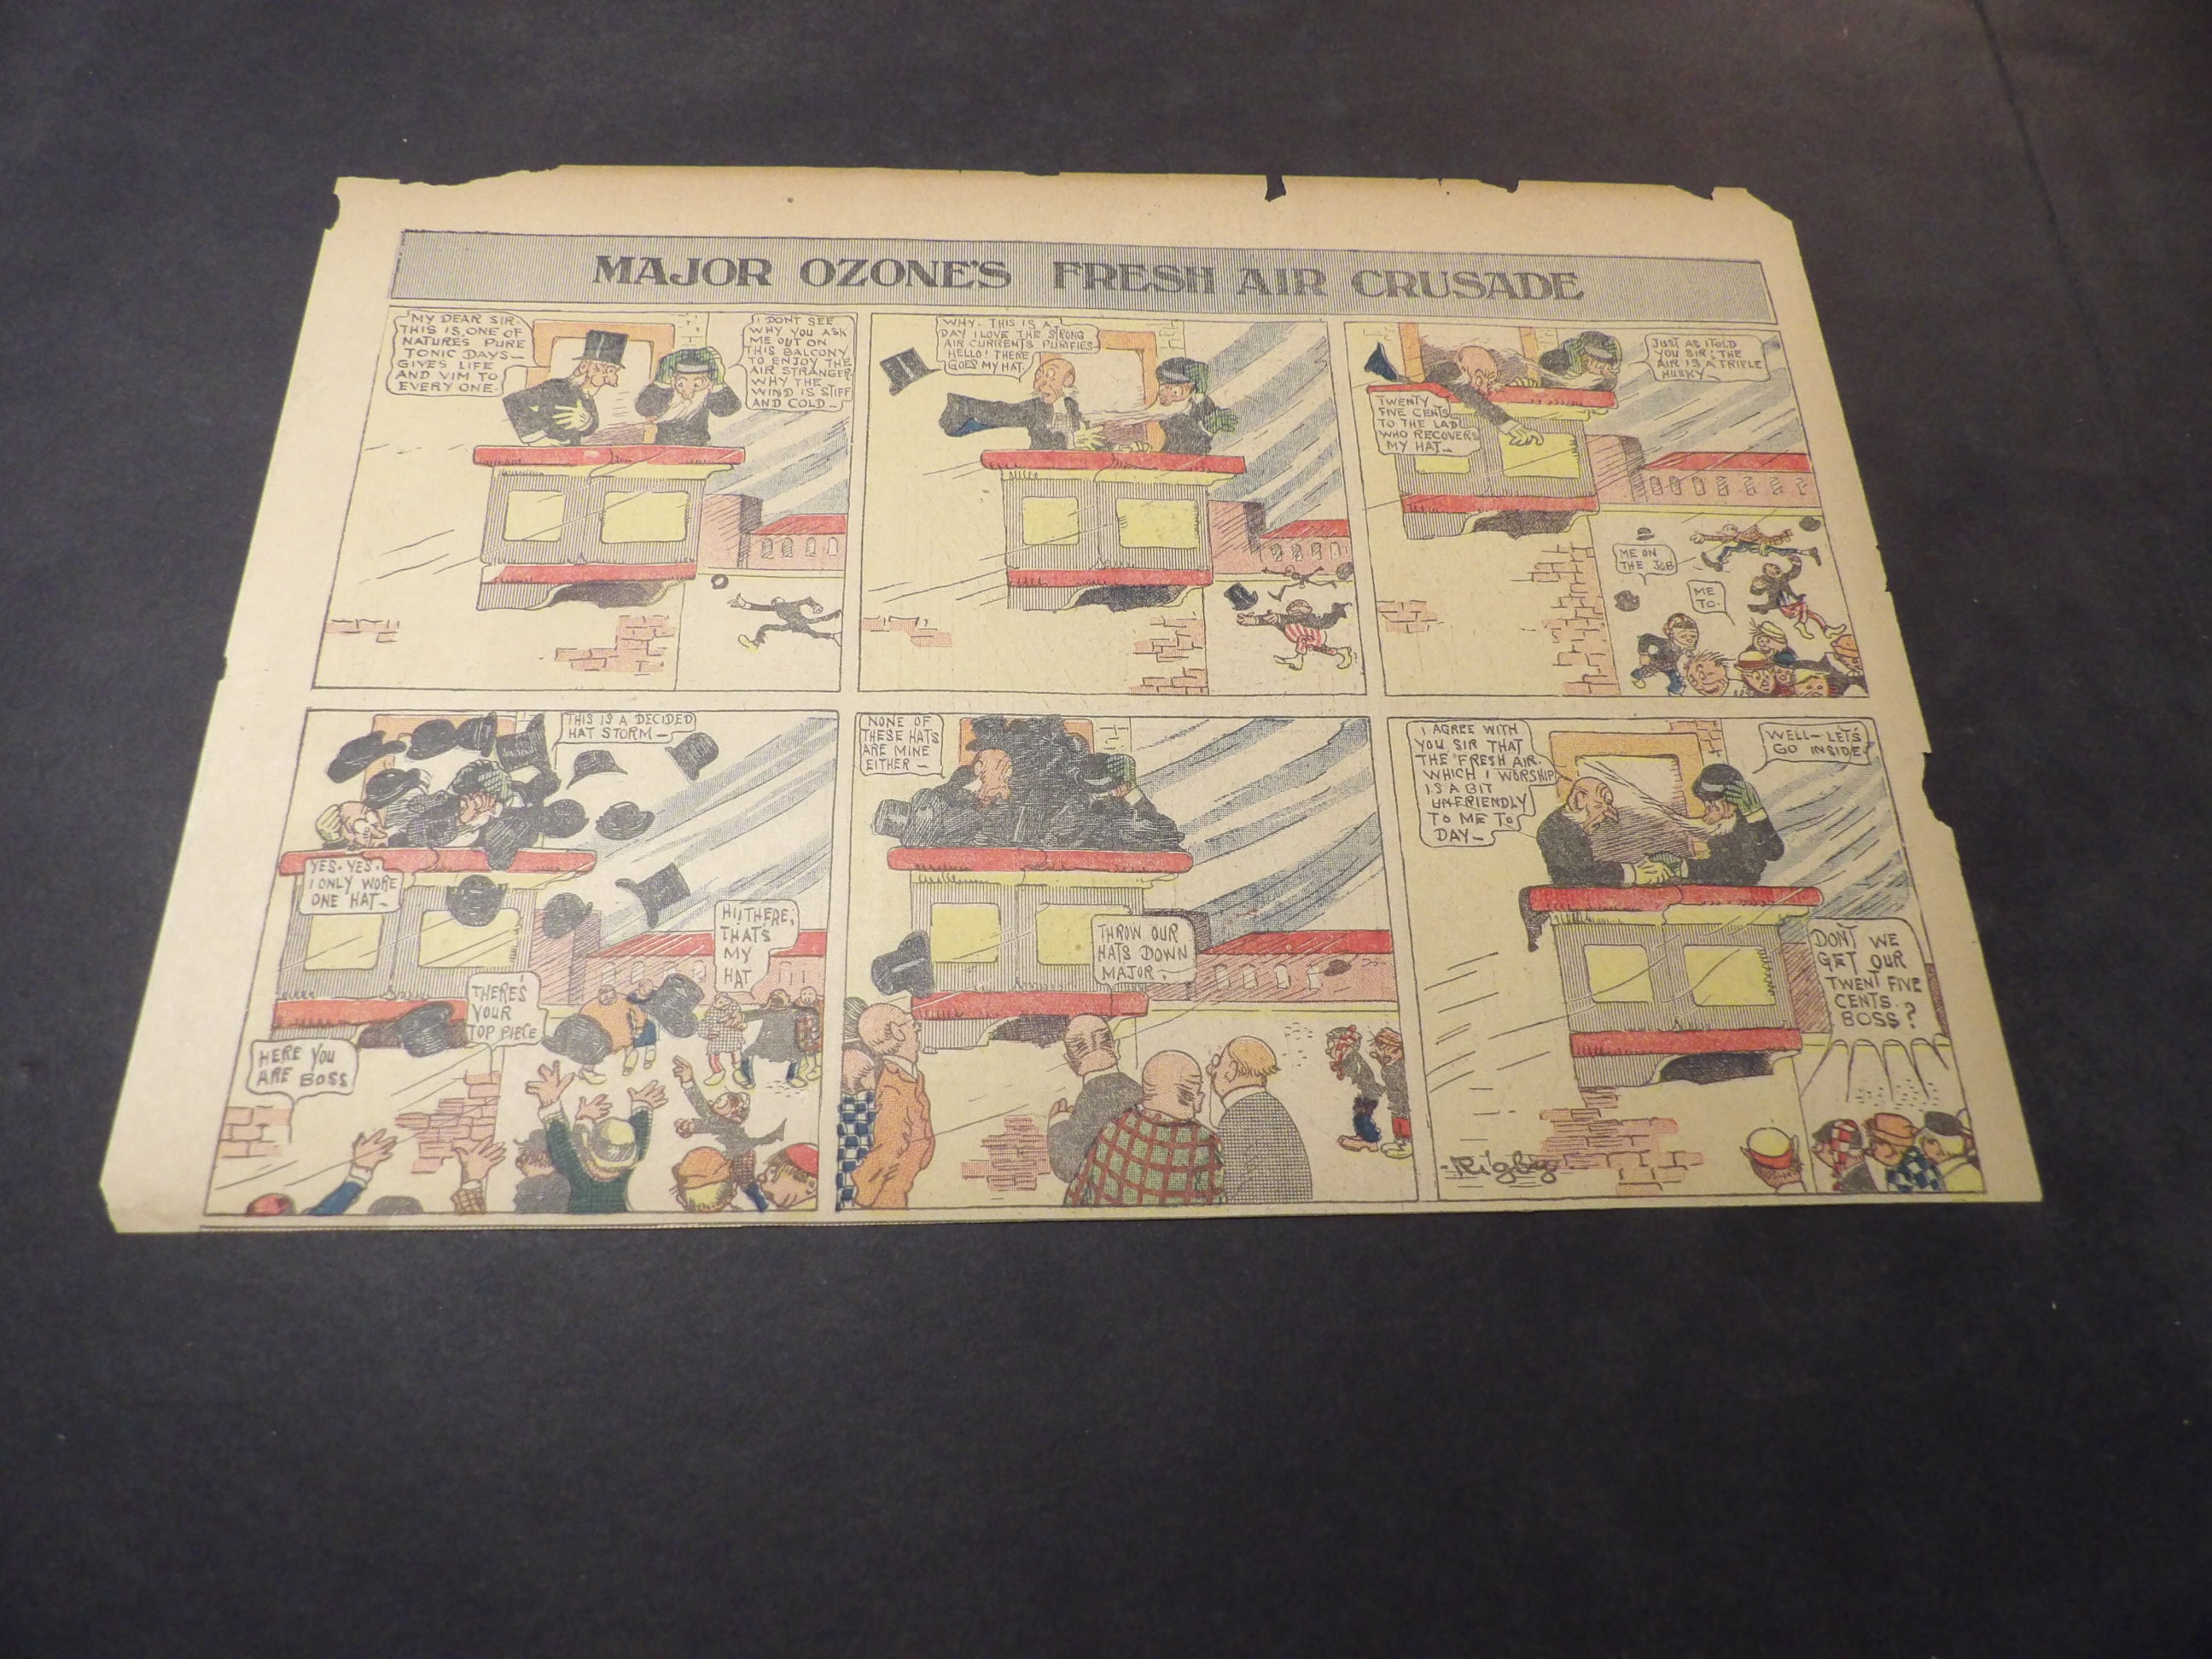 MAJOR OZONE'S FRESH AIR CRUSADE
MY DEAR SIR-
THIS IS ONE OF
NATURES PURE
TONIC DAYS-
GIVES LIFE
AND VIM TO
EVERY ONE-
I DONT SEE
WHY YOU ASK
ME OUT ON
THIS BALCONY
TO ENJOY THE
AIR STRANGER
WHY THE
WIND IS STIFF
AND COLD-
WHY- THIS IS A
DAY I LOVE THE STRONG
AIR CURRENTS PURIFIES-
HELLO! THERE
GOES MY HAT.
TWENTY
FIVE CENTS
TO THE LAD
WHO RECOVERS
MY HAT-
JUST AS I TOLD
YOU SIR- THE
AIR IS A TRIFLE
HUSKY-
ME ON
THE JOB
ME
TO-
THIS IS A DECIDED
HAT STORM-
YES. YES.
I ONLY WORE
ONE HAT-
HI! THERE,
THATS
MY
HAT
THERES
YOUR
TOP PIECE
HERE YOU
ARE BOSS
NONE OF
THESE HATS
ARE MINE
EITHER-
THROW OUR
HATS DOWN
MAJOR.
I AGREE WITH
YOU SIR THAT
THE FRESH AIR.
WHICH I WORSHIP
IS A BIT
UNFRIENDLY
TO ME TO
DAY-
WELL- LETS
GO INSIDE.
DONT WE
GET OUR
TWENT FIVE
CENTS.
BOSS?
-Rigby